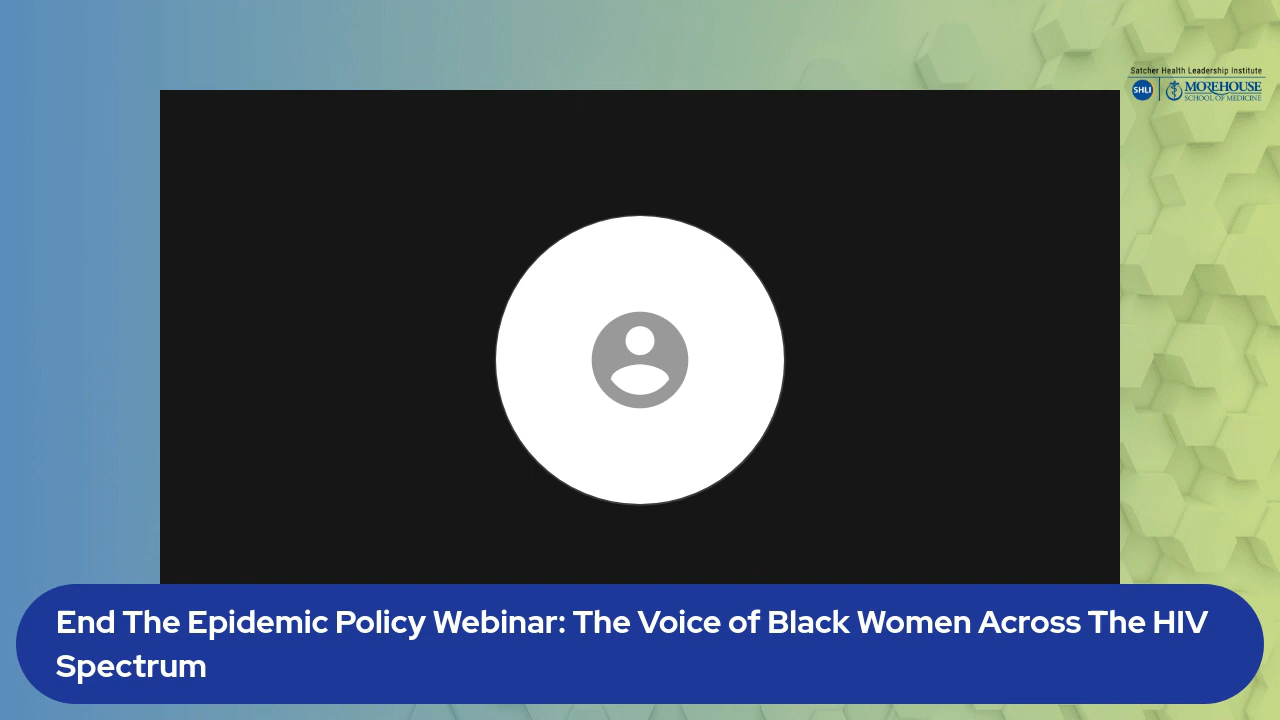 Satcher Health Leadership Institute
SHLI
MOREHOUSE
SCHOOL OF MEDICINE
End The Epidemic Policy Webinar: The Voice of Black Women Across The HIV
Spectrum